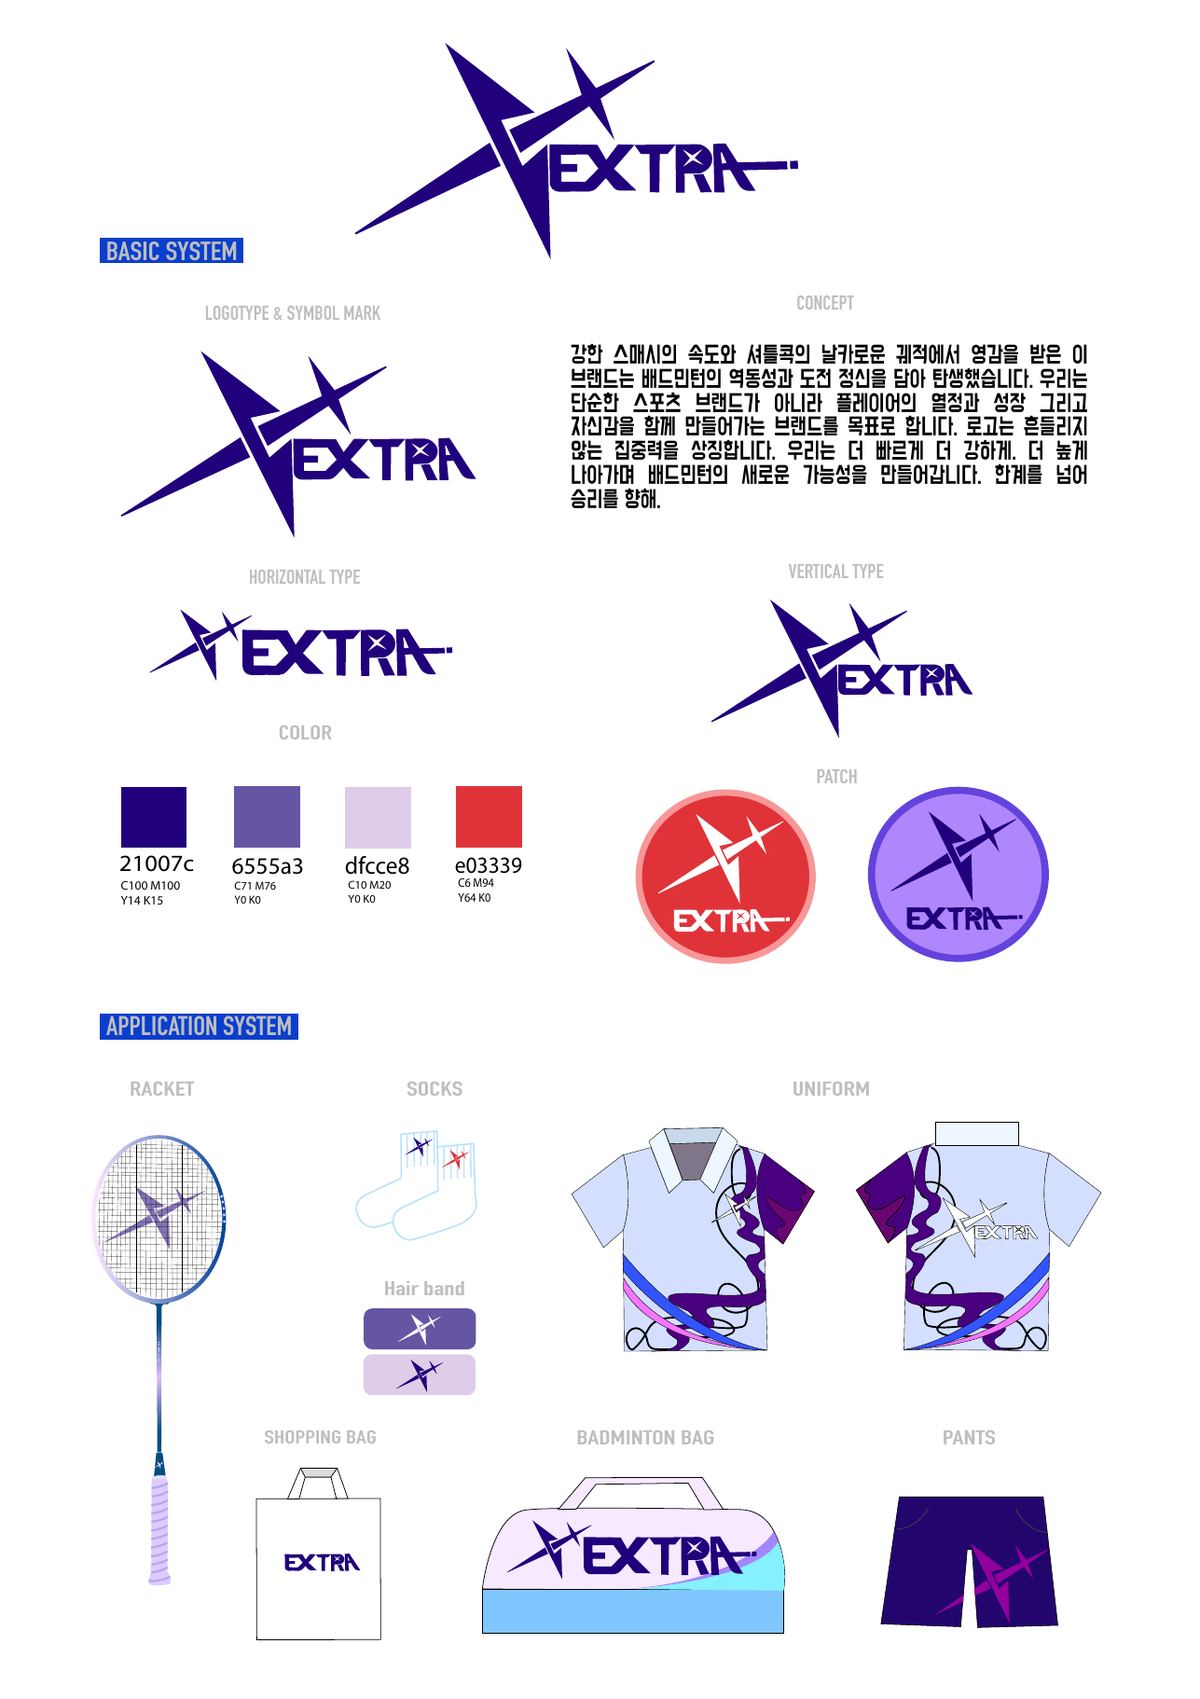 EXTRA
BASIC SYSTEM
LOGOTYPE & SYMBOL MARK
EXTRA
CONCEPT
강한 스매시의 속도와 셔틀콕의 날카로운 궤적에서 영감을 받은 이
브랜드는 배드민턴의 역동성과 도전 정신을 담아 탄생했습니다. 우리는
단순한 스포츠 브랜드가 아니라 플레이어의 열정과 성장 그리고
자신감을 함께 만들어가는 브랜드를 목표로 합니다. 로고는 흔들리지
않는 집중력을 상징합니다. 우리는 더 빠르게 더 강하게. 더 높게
나아가며 배드민턴의 새로운 가능성을 만들어갑니다. 한계를 넘어
승리를 향해.
HORIZONTAL TYPE
EXTRA
VERTICAL TYPE
EXTRA
COLOR
21007c
C100 M100
Y14 K15
6555a3
C71 M76
Y0 K0
dfcce8
C10 M20
Y0 K0
e03339
C6 M94
Y64 K0
PATCH
EXTRA
EXTRA
APPLICATION SYSTEM
RACKET
SOCKS
UNIFORM
EXTRA
Hair band
SHOPPING BAG
EXTRA
BADMINTON BAG
EXTRA
PANTS